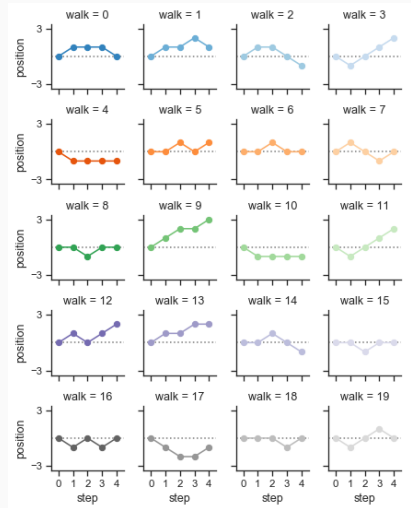 walk = 0 walk = 1 walk = 2 walk = 3
3
position
−3
walk = 4 walk = 5 walk = 6 walk = 7
3
position
−3
walk = 8 walk = 9 walk = 10 walk = 11
3
position
−3
walk = 12 walk = 13 walk = 14 walk = 15
3
position
−3
walk = 16 walk = 17 walk = 18 walk = 19
3
position
−3
0 1 2 3 4 0 1 2 3 4 0 1 2 3 4 0 1 2 3 4
step step step step